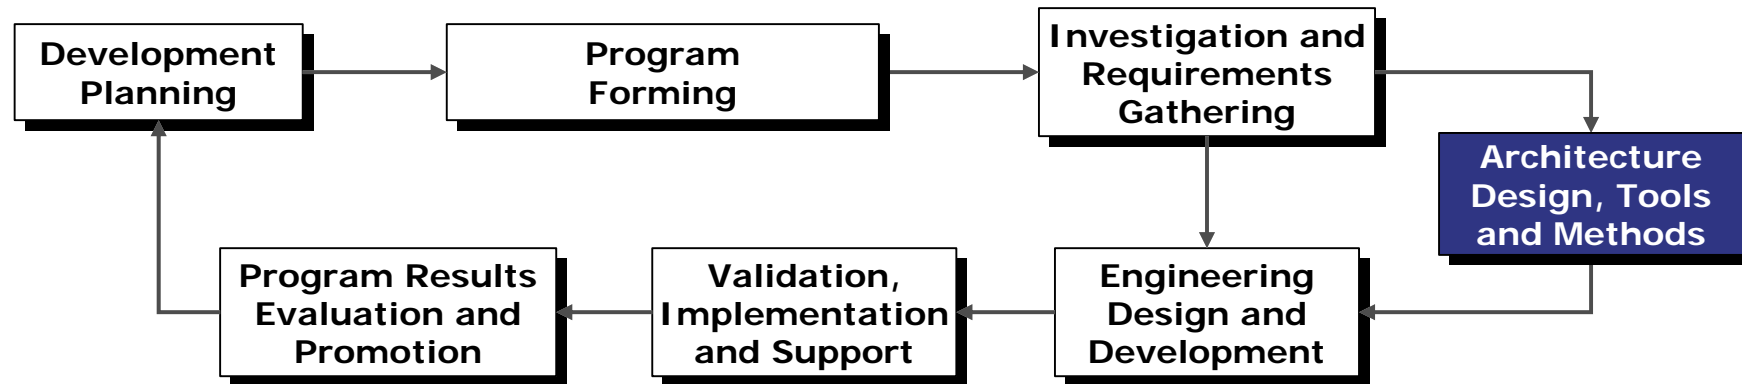 Development
Planning
Program
Forming
Investigation and
Requirements
Gathering
Architecture
Design, Tools
and Methods
Program Results
Evaluation and
Promotion
Validation,
Implementation
and Support
Engineering
Design and
Development